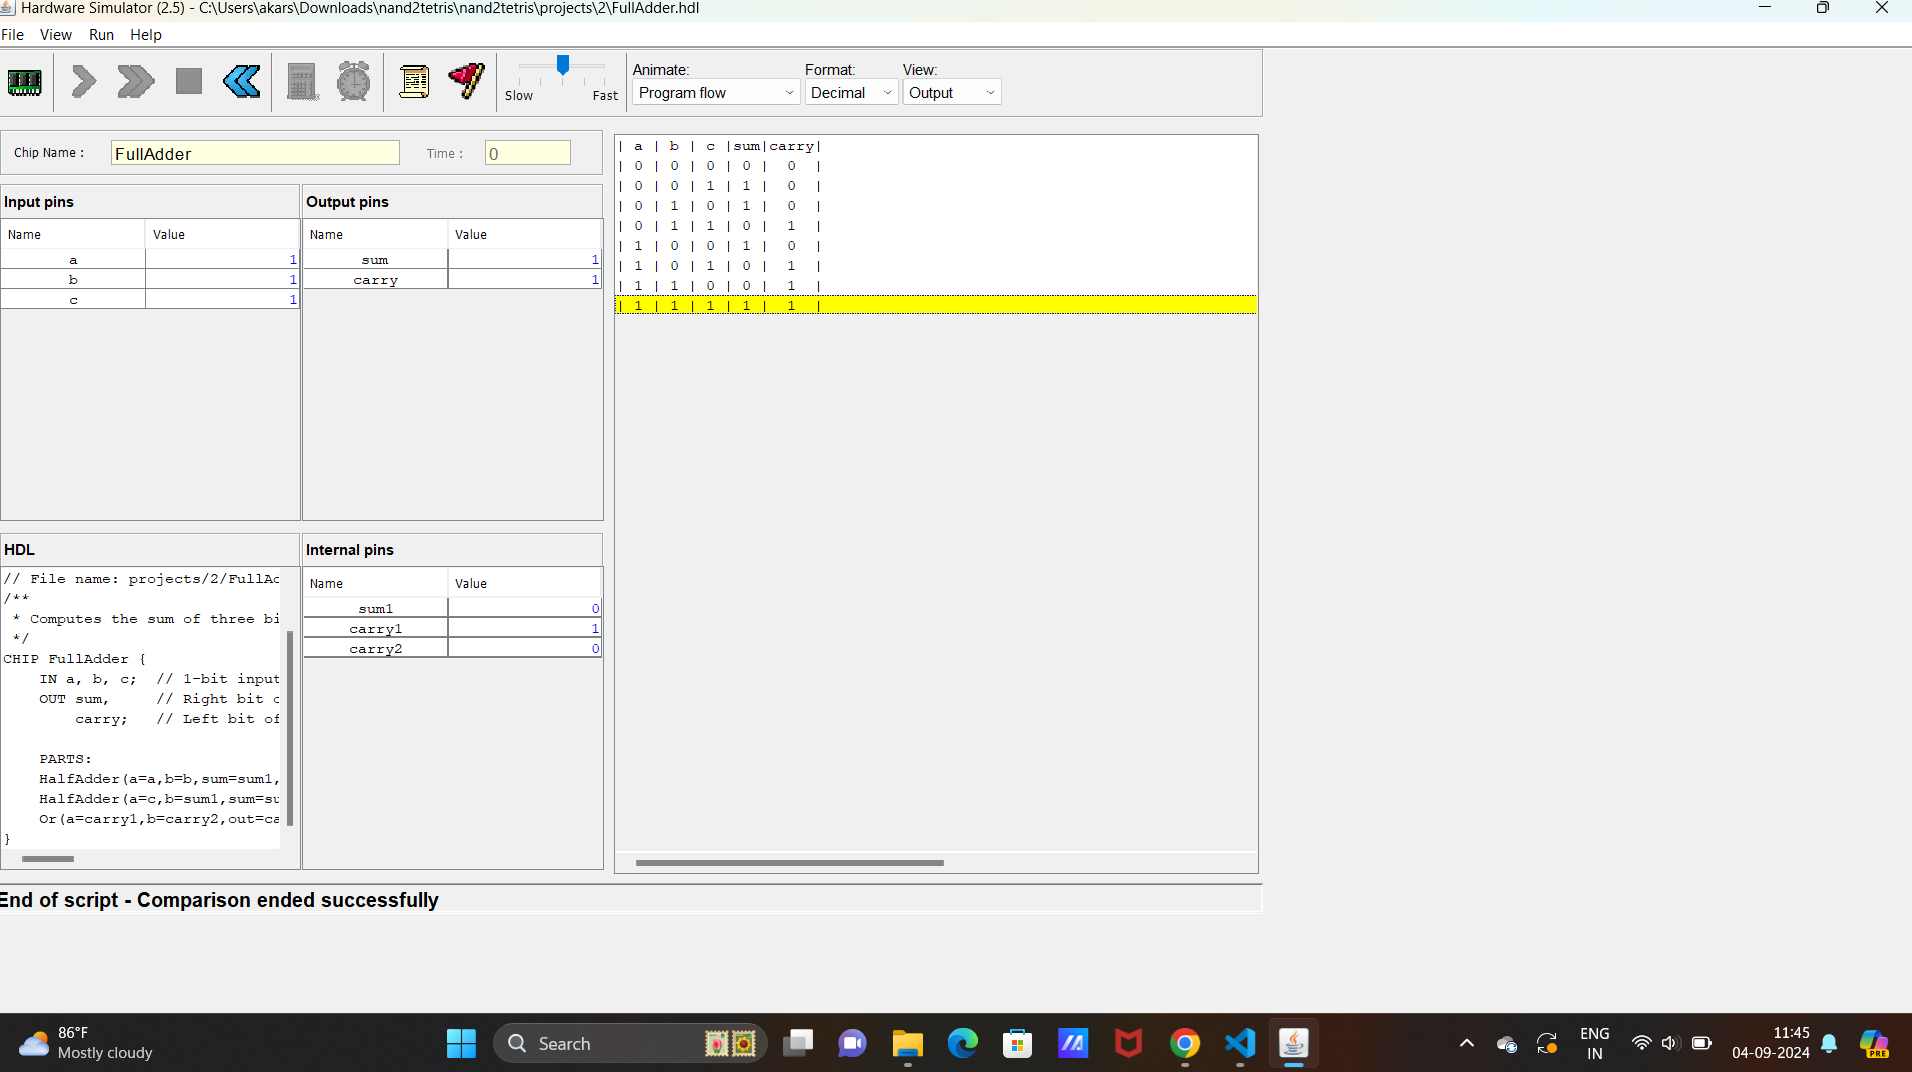 Hardware Simulator (2.5) - C:\Users\akars\Downloads\nand2tetris\nand2tetris\projects\2\FullAdder.hdl
File View Run Help
Slow Fast
Animate: Format: View:
Program flow Decimal Output
Chip Name : FullAdder Time : 0
Input pins
Name Value
a 1
b 1
c 1
Output pins
Name Value
sum 1
carry 1
| a | b | c |sum|carry|
| 0 | 0 | 0 | 0 | 0 |
| 0 | 0 | 1 | 1 | 0 |
| 0 | 1 | 0 | 1 | 0 |
| 0 | 1 | 1 | 0 | 1 |
| 1 | 0 | 0 | 1 | 0 |
| 1 | 0 | 1 | 0 | 1 |
| 1 | 1 | 0 | 0 | 1 |
| 1 | 1 | 1 | 1 | 1 |
HDL
// File name: projects/2/FullAd
/**
* Computes the sum of three bi
*/
CHIP FullAdder {
IN a, b, c; // 1-bit input
OUT sum, // Right bit o
carry; // Left bit of
PARTS:
HalfAdder(a=a,b=b,sum=sum1,
HalfAdder(a=c,b=sum1,sum=su
Or(a=carry1,b=carry2,out=ca
}
Internal pins
Name Value
sum1 0
carry1 1
carry2 0
End of script - Comparison ended successfully
86°F
Mostly cloudy
Search
ENG
IN
11:45
04-09-2024
PRE